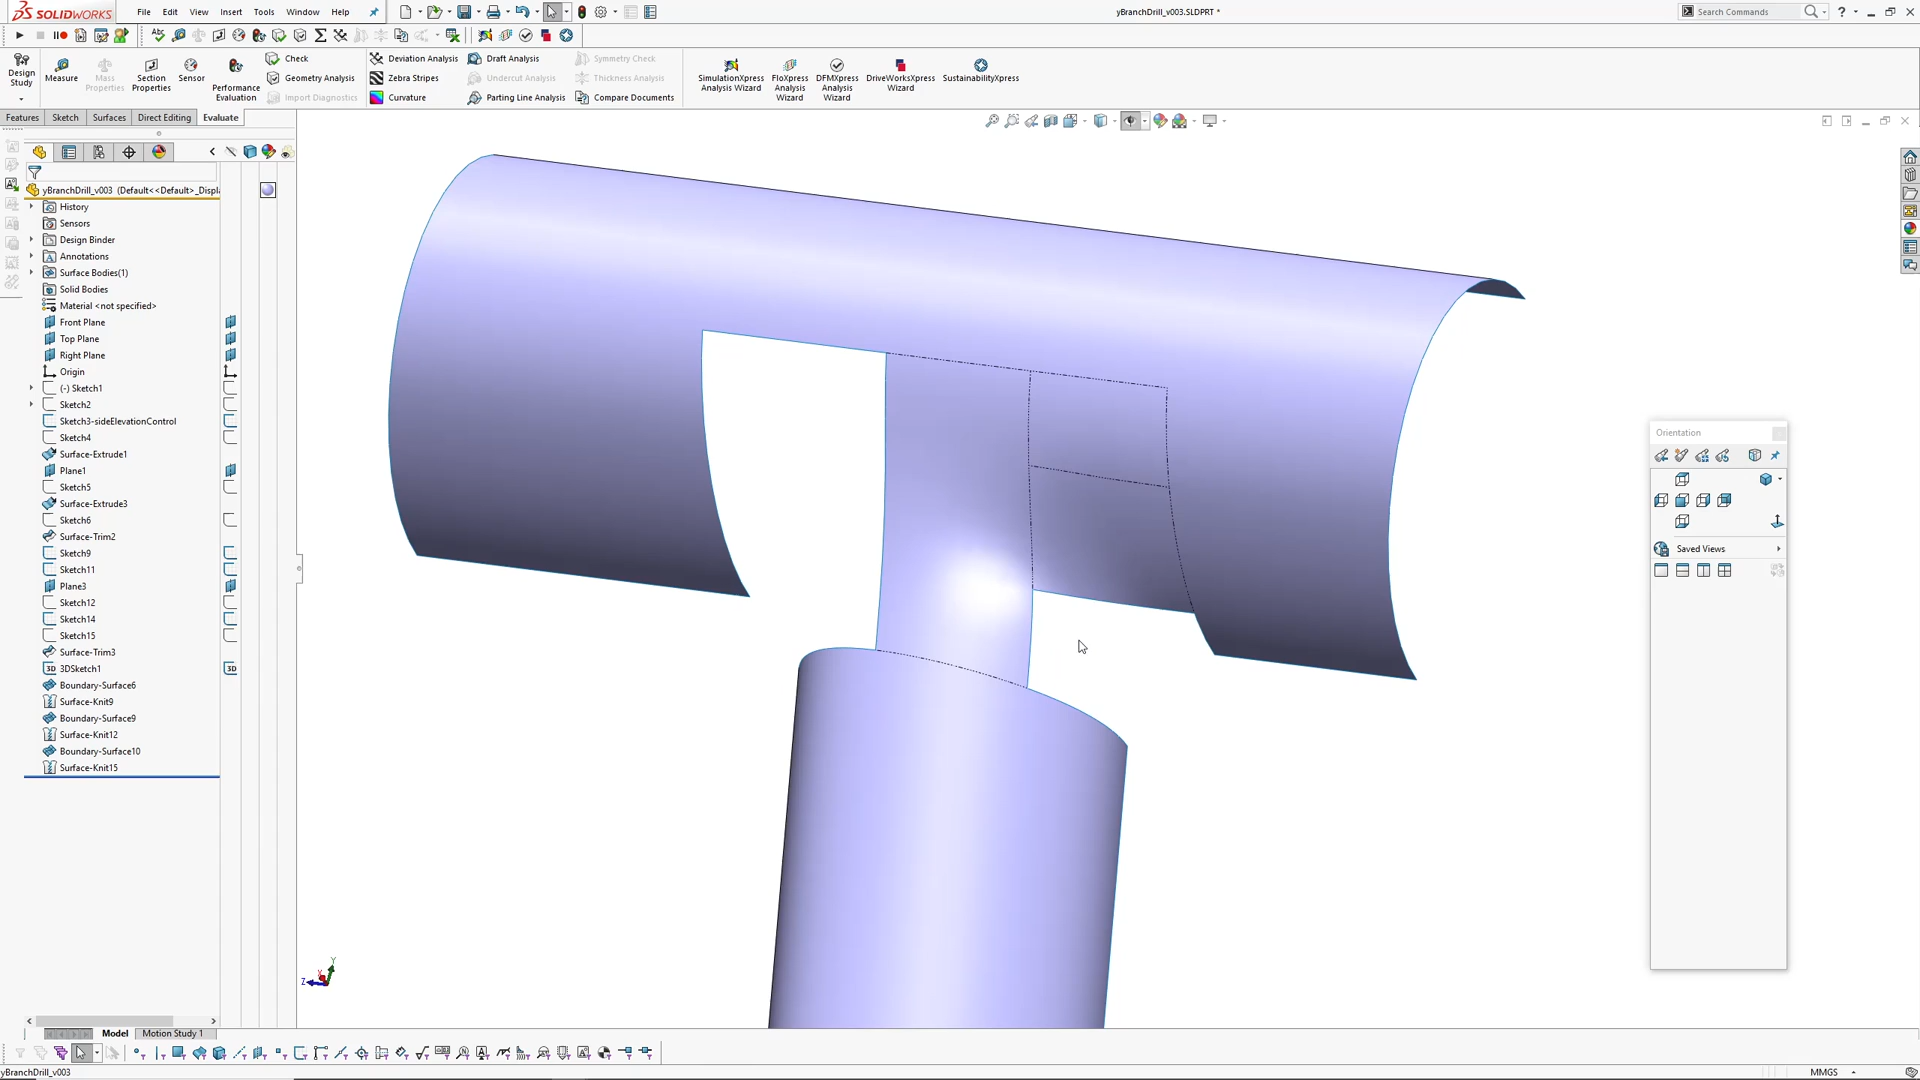 SOLIDWORKS
File Edit View Insert Tools Window Help
yBranchDrill_v003.SLDPRT *
Search Commands
Design Study
Measure
Mass Properties
Section Properties
Sensor
Performance Evaluation
Check
Geometry Analysis
Import Diagnostics
Deviation Analysis
Zebra Stripes
Curvature
Draft Analysis
Undercut Analysis
Parting Line Analysis
Symmetry Check
Thickness Analysis
Compare Documents
SimulationXpress Analysis Wizard
FloXpress Analysis Wizard
DFMXpress Analysis Wizard
DriveWorksXpress Wizard
SustainabilityXpress
Features Sketch Surfaces Direct Editing Evaluate
yBranchDrill_v003 (Default<<Default>_Displ
History
Sensors
Design Binder
Annotations
Surface Bodies(1)
Solid Bodies
Material <not specified>
Front Plane
Top Plane
Right Plane
Origin
(-) Sketch1
Sketch2
Sketch3-sideElevationControl
Sketch4
Surface-Extrude1
Plane1
Sketch5
Surface-Extrude3
Sketch6
Surface-Trim2
Sketch9
Sketch11
Plane3
Sketch12
Sketch14
Sketch15
Surface-Trim3
3DSketch1
Boundary-Surface6
Surface-Knit9
Boundary-Surface9
Surface-Knit12
Boundary-Surface10
Surface-Knit15
Orientation
Saved Views
Y
X
Z
Model Motion Study 1
yBranchDrill_v003
MMGS